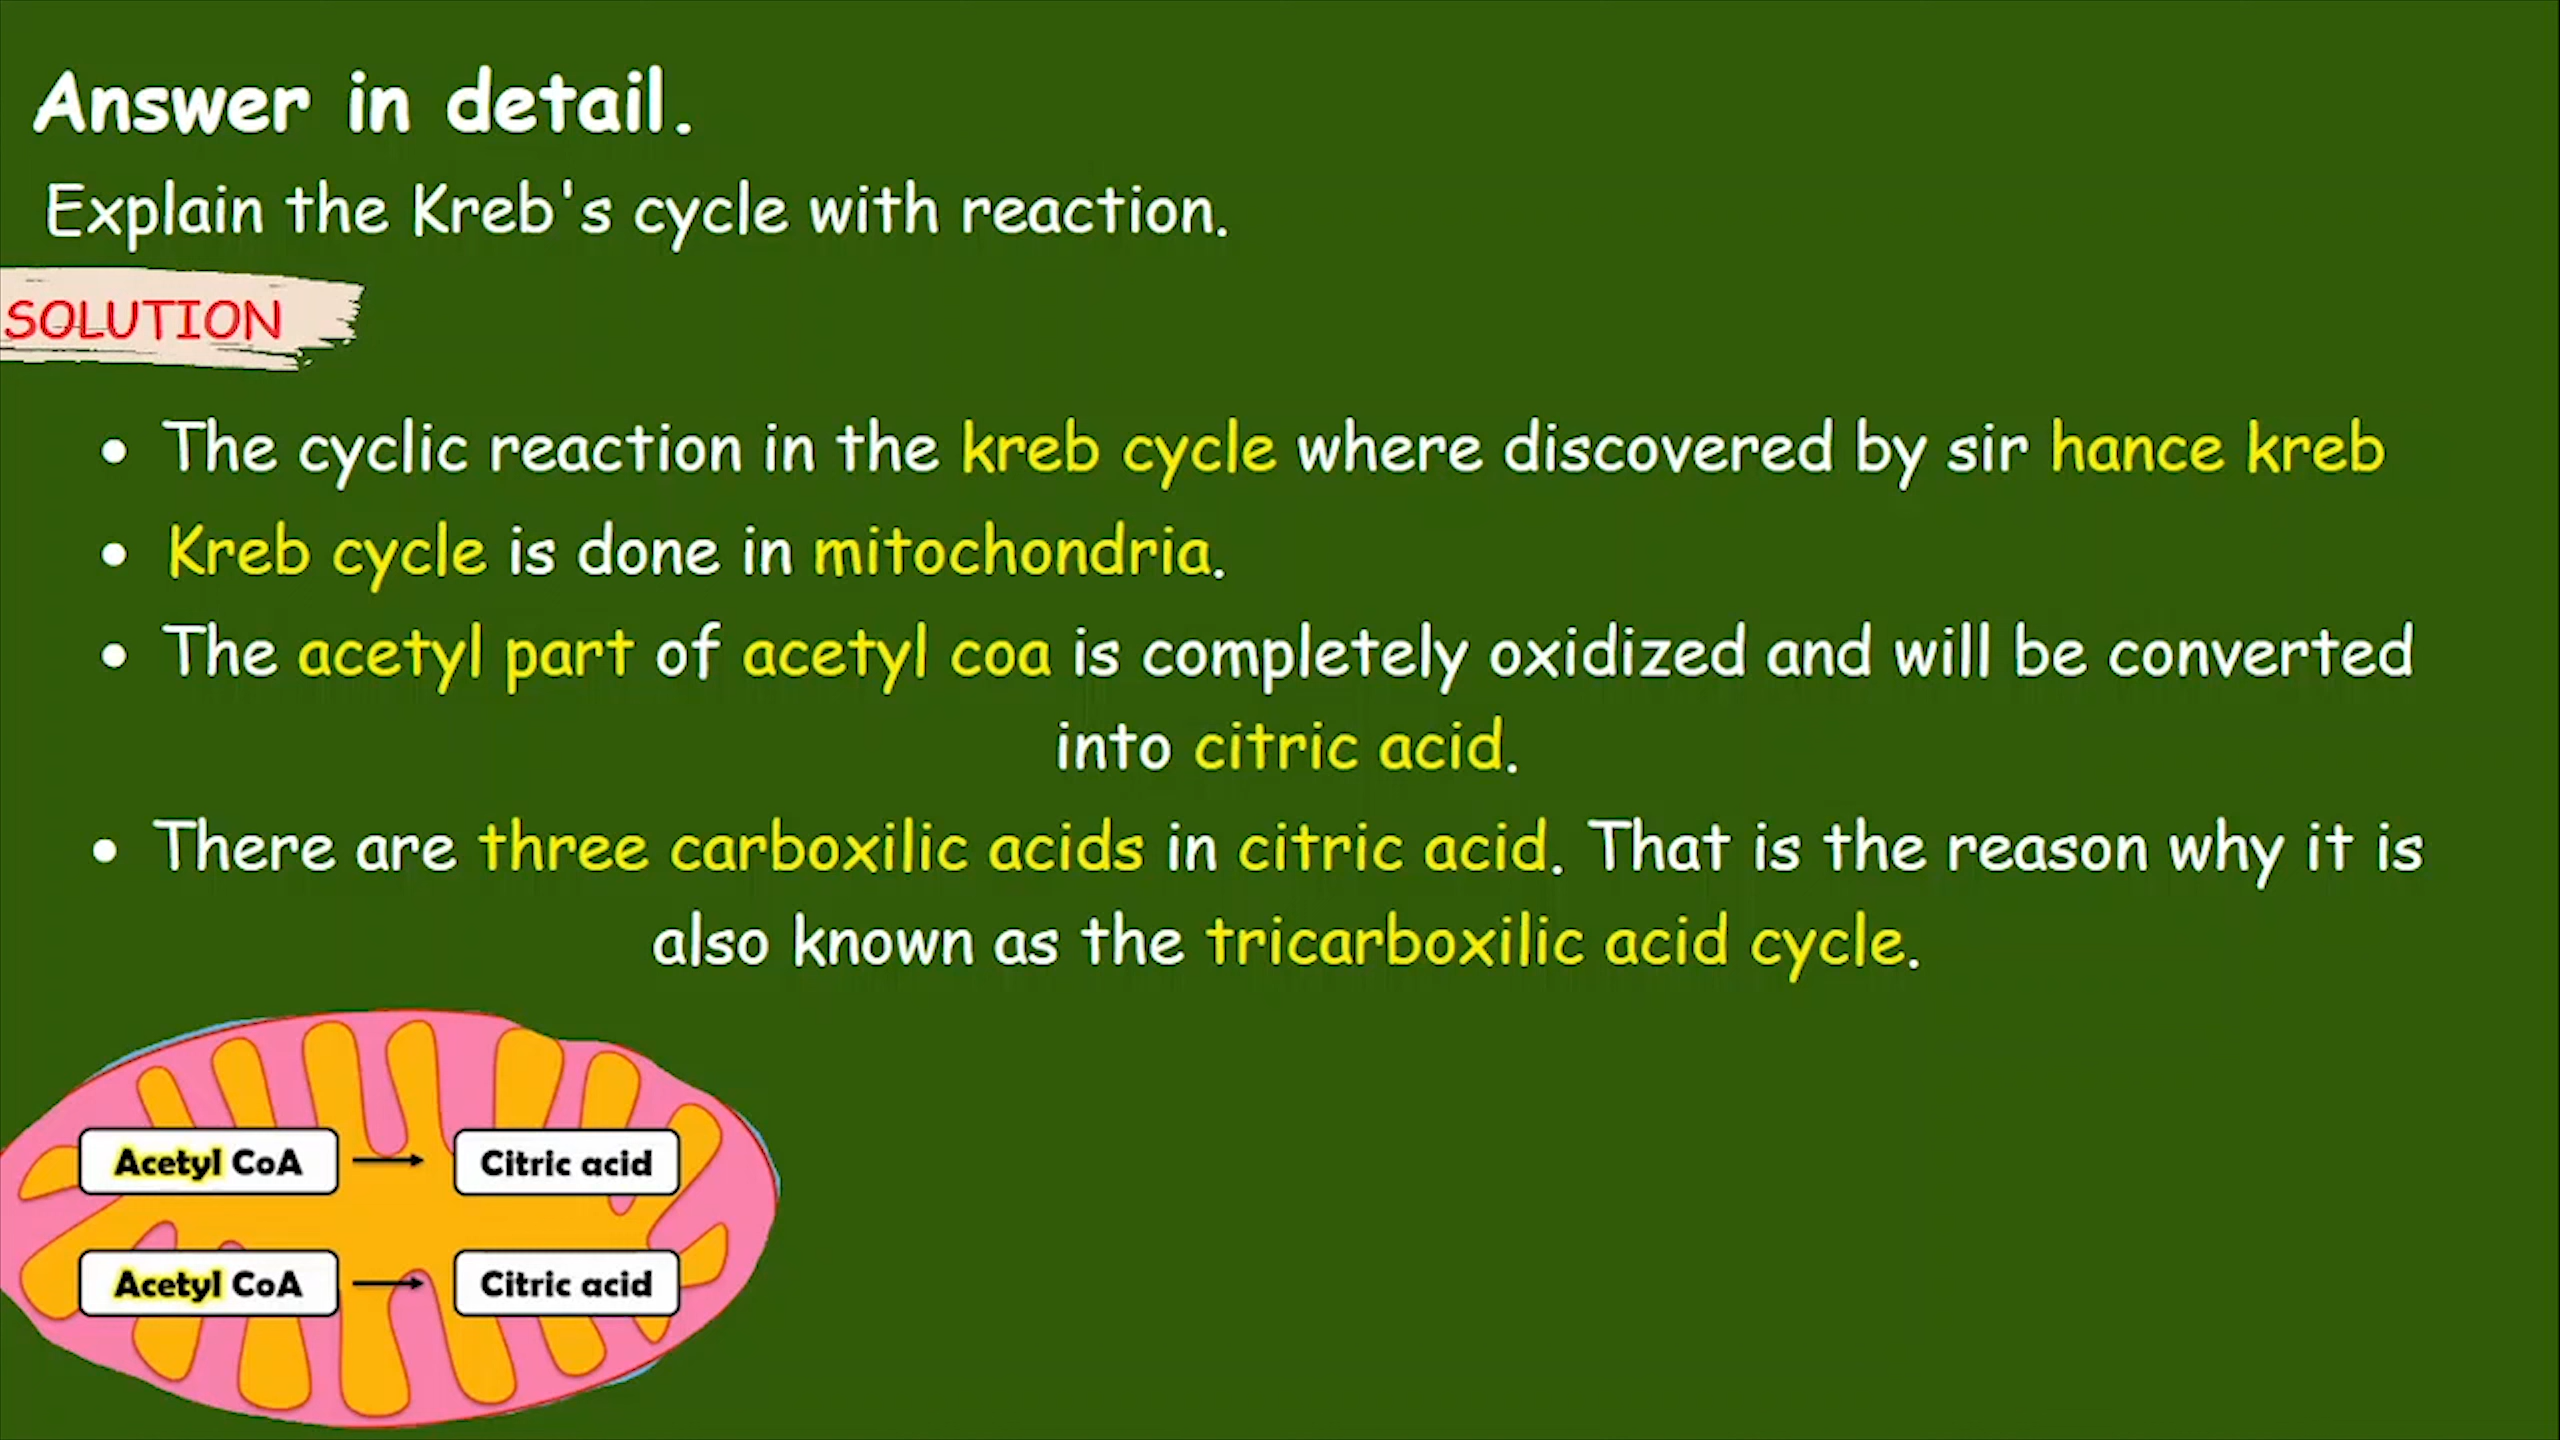 Answer in detail.
Explain the Kreb's cycle with reaction.
SOLUTION
• The cyclic reaction in the kreb cycle where discovered by sir hance kreb
• Kreb cycle is done in mitochondria.
• The acetyl part of acetyl coa is completely oxidized and will be converted
into citric acid.
• There are three carboxilic acids in citric acid. That is the reason why it is
also known as the tricarboxilic acid cycle.
Acetyl CoA → Citric acid
Acetyl CoA → Citric acid